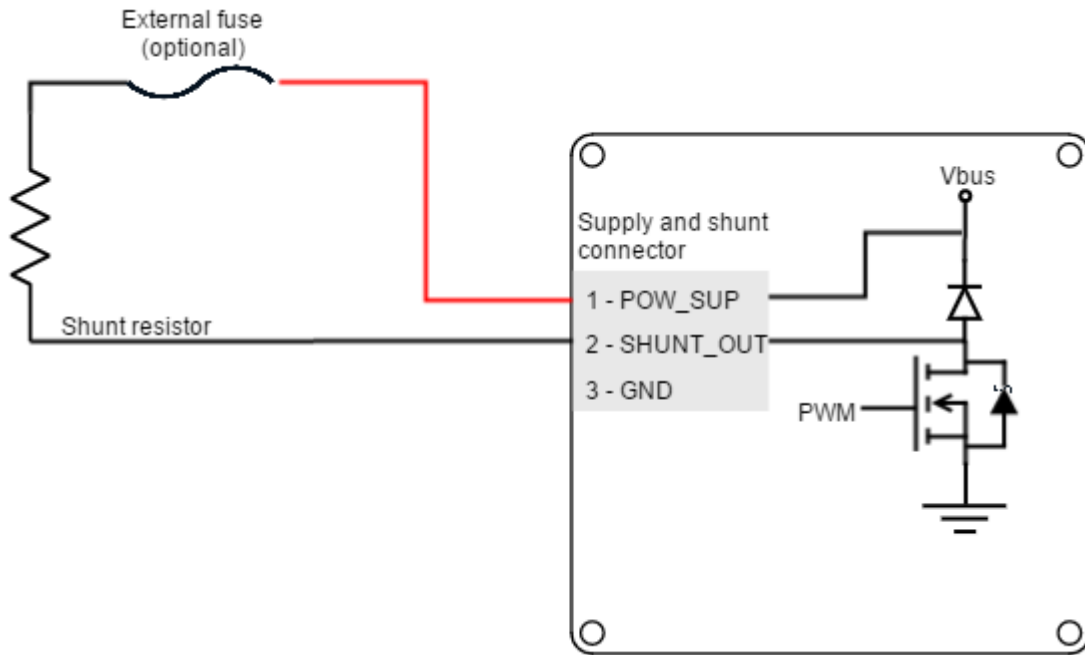 External fuse
(optional)
Vbus
Supply and shunt
connector
1 - POW_SUP
Shunt resistor
2 - SHUNT_OUT
3 - GND
PWM